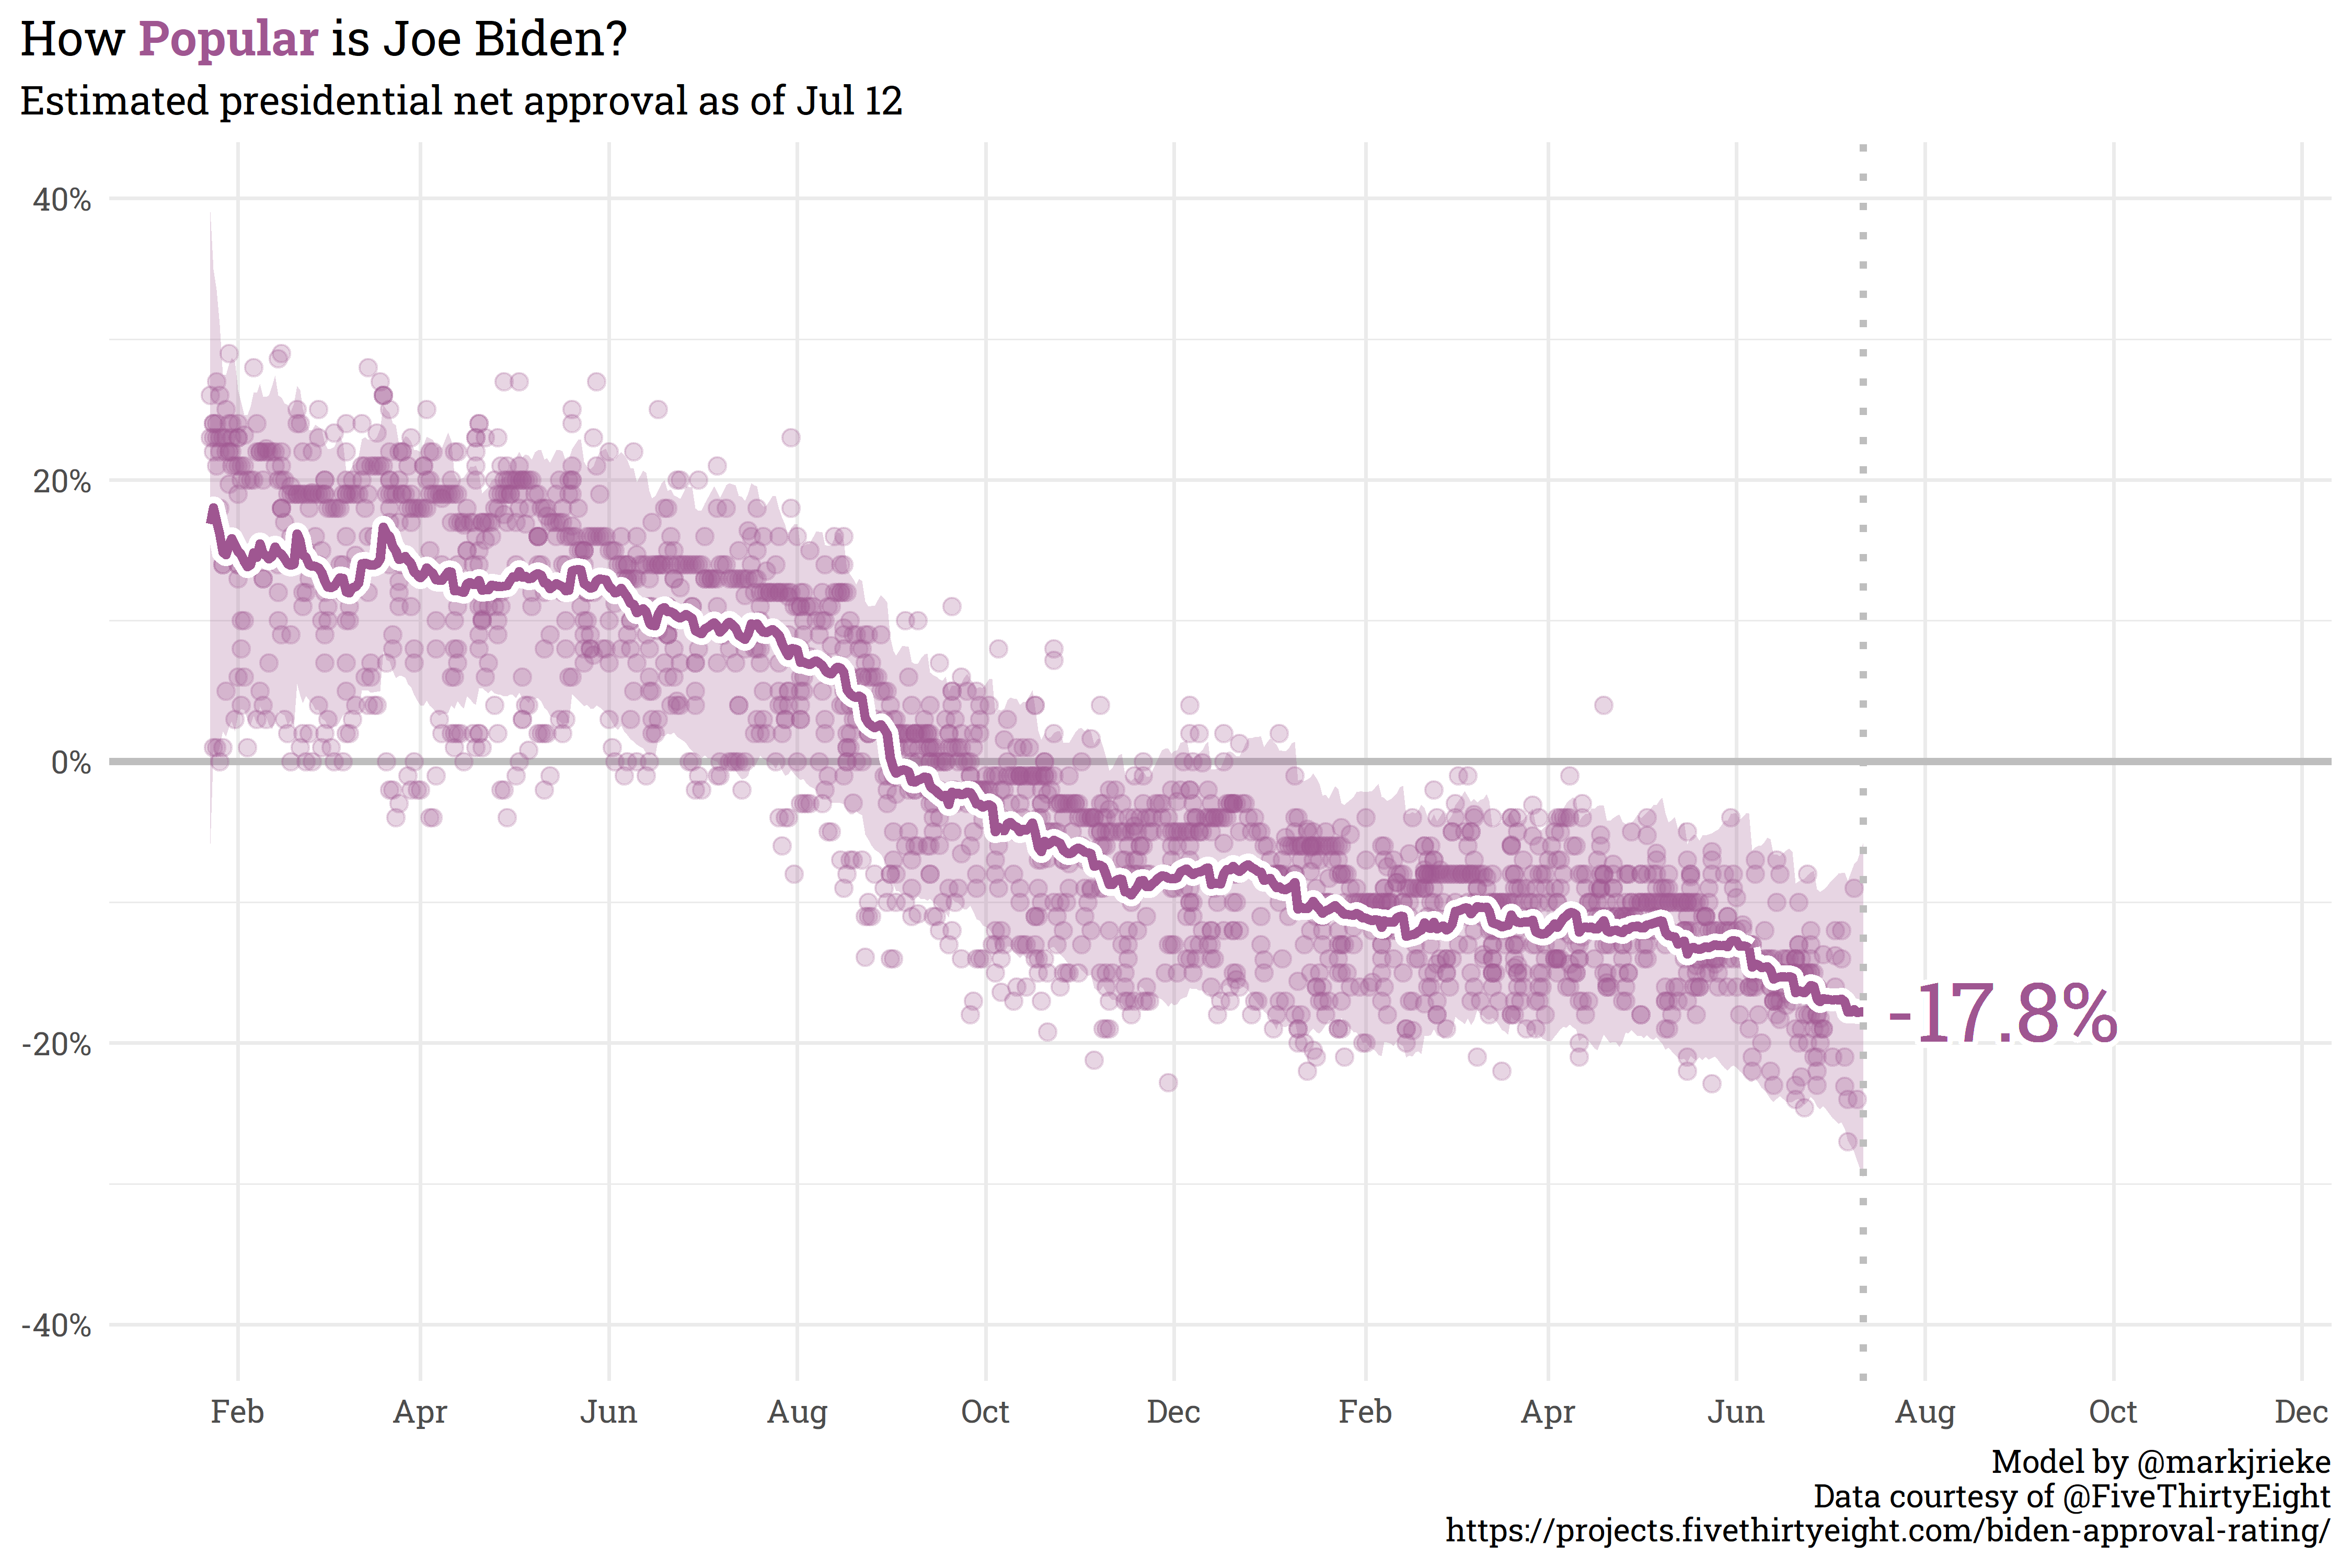 How Popular is Joe Biden?
Estimated presidential net approval as of Jul 12
40%
20%
0%
-20%
-40%
-17.8%
Feb Apr Jun Aug Oct Dec Feb Apr Jun Aug Oct Dec
Model by @markjrieke
Data courtesy of @FiveThirtyEight
https://projects.fivethirtyeight.com/biden-approval-rating/